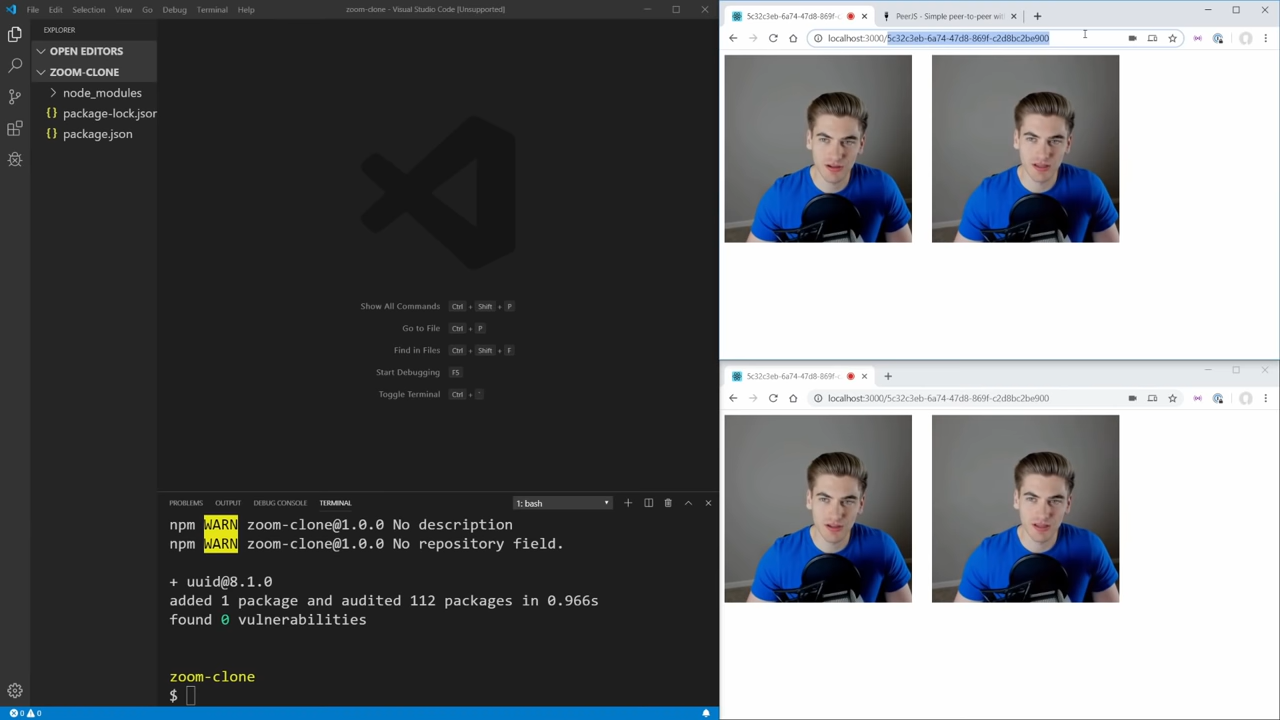 File Edit Selection View Go Debug Terminal Help
zoom-clone - Visual Studio Code [Unsupported]
EXPLORER
OPEN EDITORS
ZOOM-CLONE
node_modules
{} package-lock.json
{} package.json
Show All Commands Ctrl + Shift + P
Go to File Ctrl + P
Find in Files Ctrl + Shift + F
Start Debugging F5
Toggle Terminal Ctrl + `
PROBLEMS OUTPUT DEBUG CONSOLE TERMINAL
1: bash
npm WARN zoom-clone@1.0.0 No description
npm WARN zoom-clone@1.0.0 No repository field.
+ uuid@8.1.0
added 1 package and audited 112 packages in 0.966s
found 0 vulnerabilities
zoom-clone
$
0 0
5c32c3eb-6a74-47d8-869f-c
PeerJS - Simple peer-to-peer wit
localhost:3000/5c32c3eb-6a74-47d8-869f-c2d8bc2be900
5c32c3eb-6a74-47d8-869f-c
localhost:3000/5c32c3eb-6a74-47d8-869f-c2d8bc2be900